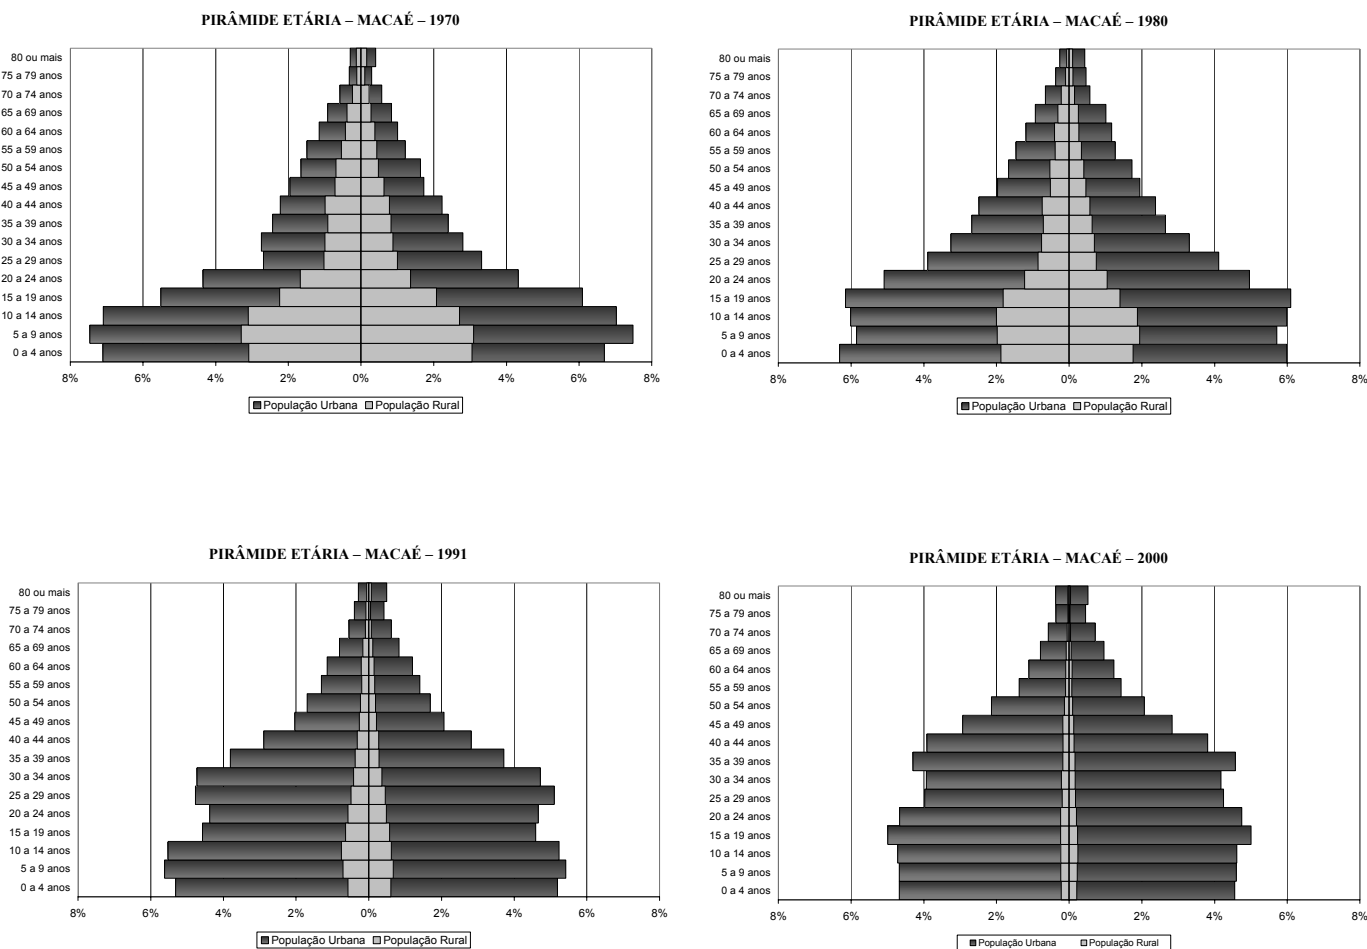 PIRÂMIDE ETÁRIA – MACAÉ – 1970
80 ou mais
75 a 79 anos
70 a 74 anos
65 a 69 anos
60 a 64 anos
55 a 59 anos
50 a 54 anos
45 a 49 anos
40 a 44 anos
35 a 39 anos
30 a 34 anos
25 a 29 anos
20 a 24 anos
15 a 19 anos
10 a 14 anos
5 a 9 anos
0 a 4 anos
8% 6% 4% 2% 0% 2% 4% 6% 8%
População Urbana População Rural
PIRÂMIDE ETÁRIA – MACAÉ – 1980
80 ou mais
75 a 79 anos
70 a 74 anos
65 a 69 anos
60 a 64 anos
55 a 59 anos
50 a 54 anos
45 a 49 anos
40 a 44 anos
35 a 39 anos
30 a 34 anos
25 a 29 anos
20 a 24 anos
15 a 19 anos
10 a 14 anos
5 a 9 anos
0 a 4 anos
8% 6% 4% 2% 0% 2% 4% 6% 8%
População Urbana População Rural
PIRÂMIDE ETÁRIA – MACAÉ – 1991
80 ou mais
75 a 79 anos
70 a 74 anos
65 a 69 anos
60 a 64 anos
55 a 59 anos
50 a 54 anos
45 a 49 anos
40 a 44 anos
35 a 39 anos
30 a 34 anos
25 a 29 anos
20 a 24 anos
15 a 19 anos
10 a 14 anos
5 a 9 anos
0 a 4 anos
8% 6% 4% 2% 0% 2% 4% 6% 8%
População Urbana População Rural
PIRÂMIDE ETÁRIA – MACAÉ – 2000
80 ou mais
75 a 79 anos
70 a 74 anos
65 a 69 anos
60 a 64 anos
55 a 59 anos
50 a 54 anos
45 a 49 anos
40 a 44 anos
35 a 39 anos
30 a 34 anos
25 a 29 anos
20 a 24 anos
15 a 19 anos
10 a 14 anos
5 a 9 anos
0 a 4 anos
8% 6% 4% 2% 0% 2% 4% 6% 8%
População Urbana População Rural